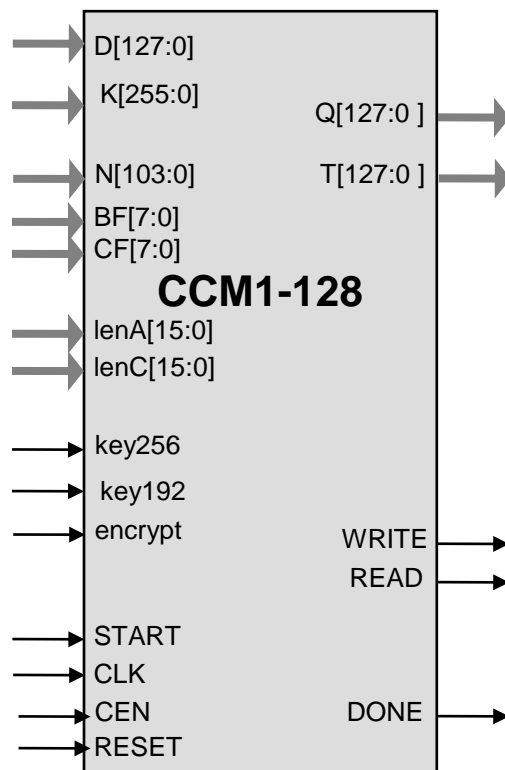 D[127:0]
K[255:0]
Q[127:0 ]
N[103:0]
T[127:0 ]
BF[7:0]
CF[7:0]
CCM1-128
lenA[15:0]
lenC[15:0]
key256
key192
encrypt
WRITE
READ
START
CLK
CEN
DONE
RESET